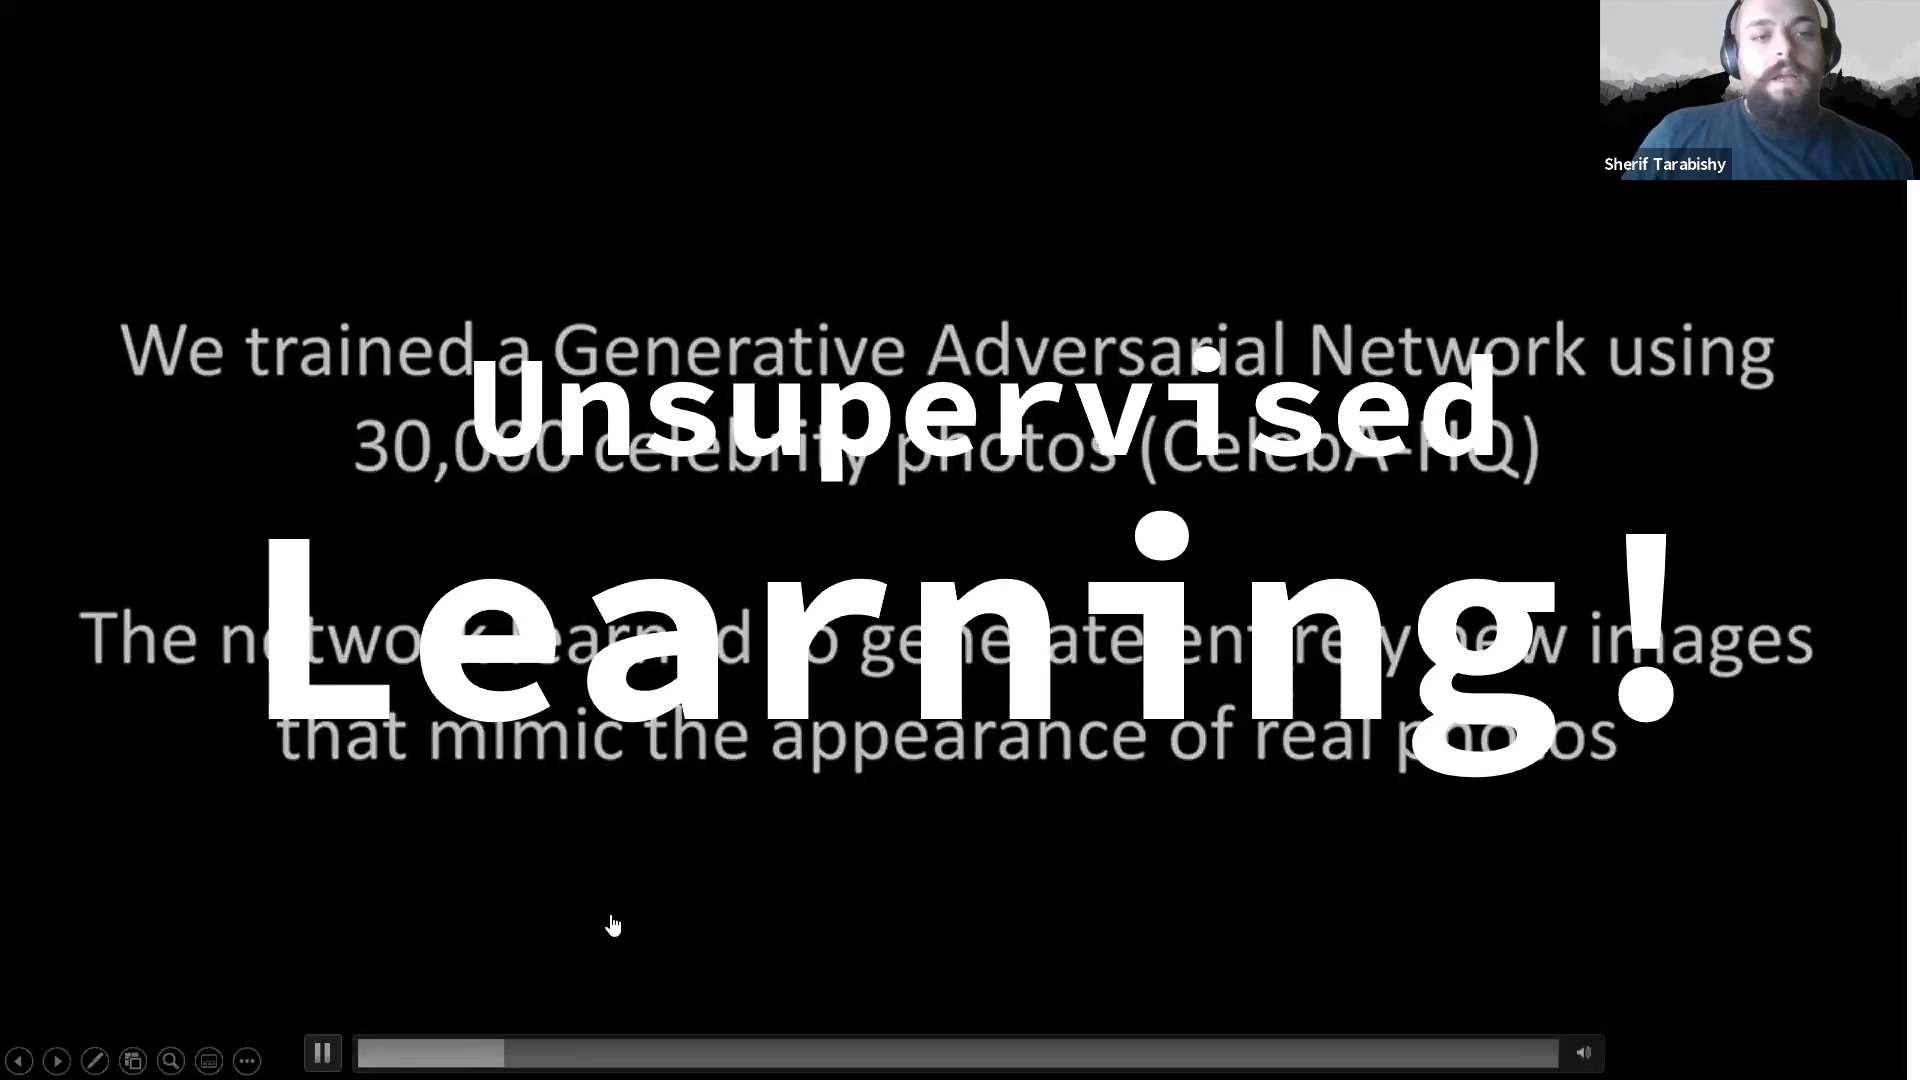 Sherif Tarabishy
We trained a Generative Adversarial Network using
Unsupervised
30,000 celebrity photos (CelebA-HQ)
Learning!
The network learned to generate entirely new images
that mimic the appearance of real photos